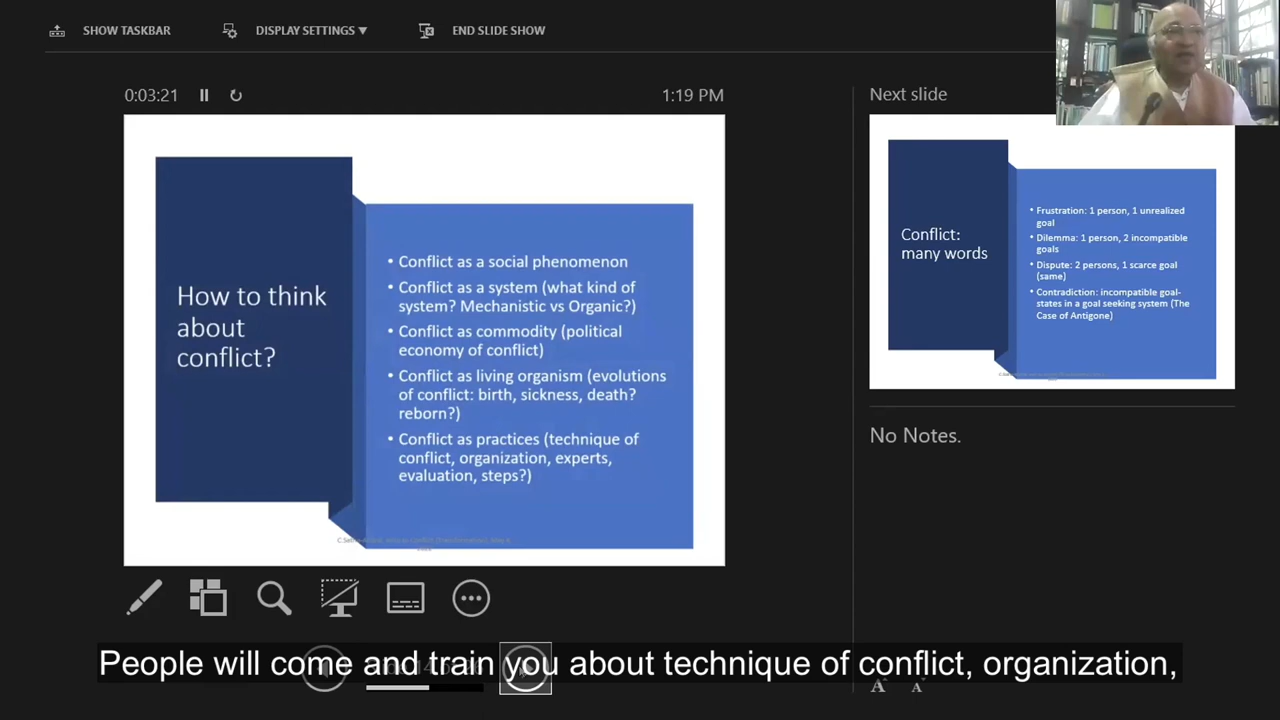 SHOW TASKBAR
DISPLAY SETTINGS
END SLIDE SHOW
0:03:21
1:19 PM
How to think
about
conflict?
• Conflict as a social phenomenon
• Conflict as a system (what kind of
system? Mechanistic vs Organic?)
• Conflict as commodity (political
economy of conflict)
• Conflict as living organism (evolutions
of conflict: birth, sickness, death?
reborn?)
• Conflict as practices (technique of
conflict, organization, experts,
evaluation, steps?)
Next slide
Conflict:
many words
• Frustration: 1 person, 1 unrealized
goal
• Dilemma: 1 person, 2 incompatible
goals
• Dispute: 2 persons, 1 scarce goal
(same)
• Contradiction: incompatible goal-
states in a goal seeking system (The
Case of Antigone)
No Notes.
People will come and train you about technique of conflict, organization,
A A